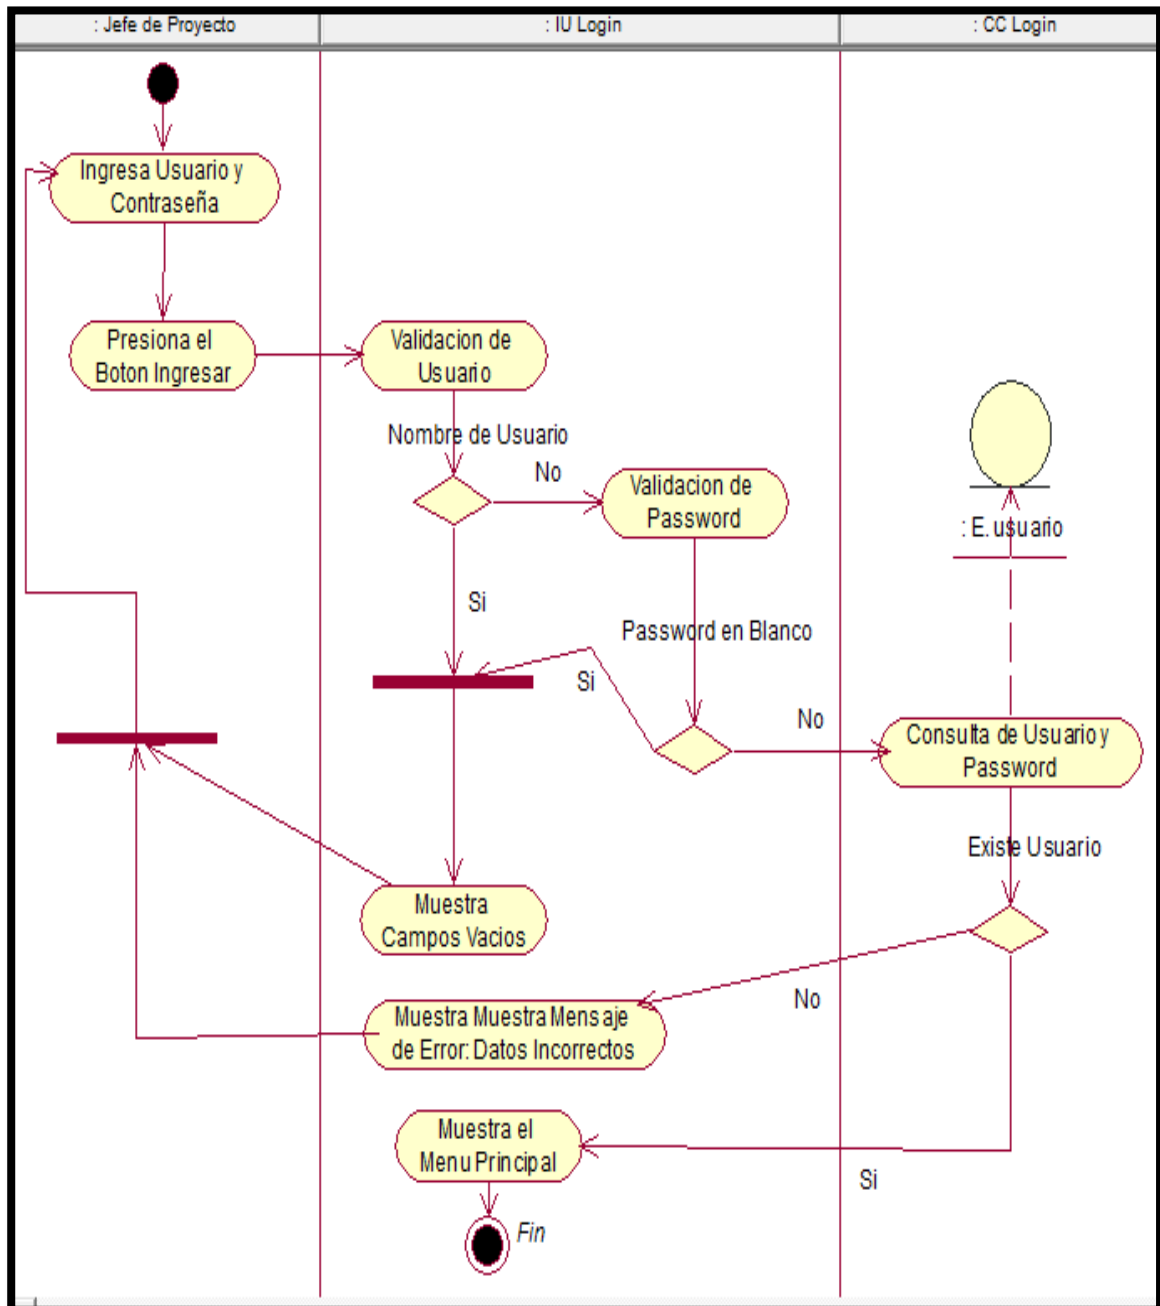 : Jefe de Proyecto
: IU Login
: CC Login
Ingresa Usuario y
Contraseña
Presiona el
Boton Ingresar
Validacion de
Usuario
Nombre de Usuario
No
Validacion de
Password
: E. usuario
Si
Password en Blanco
Si
No
Consulta de Usuario y
Password
Existe Usuario
Muestra
Campos Vacios
No
Muestra Muestra Mensaje
de Error: Datos Incorrectos
Muestra el
Menu Principal
Si
Fin